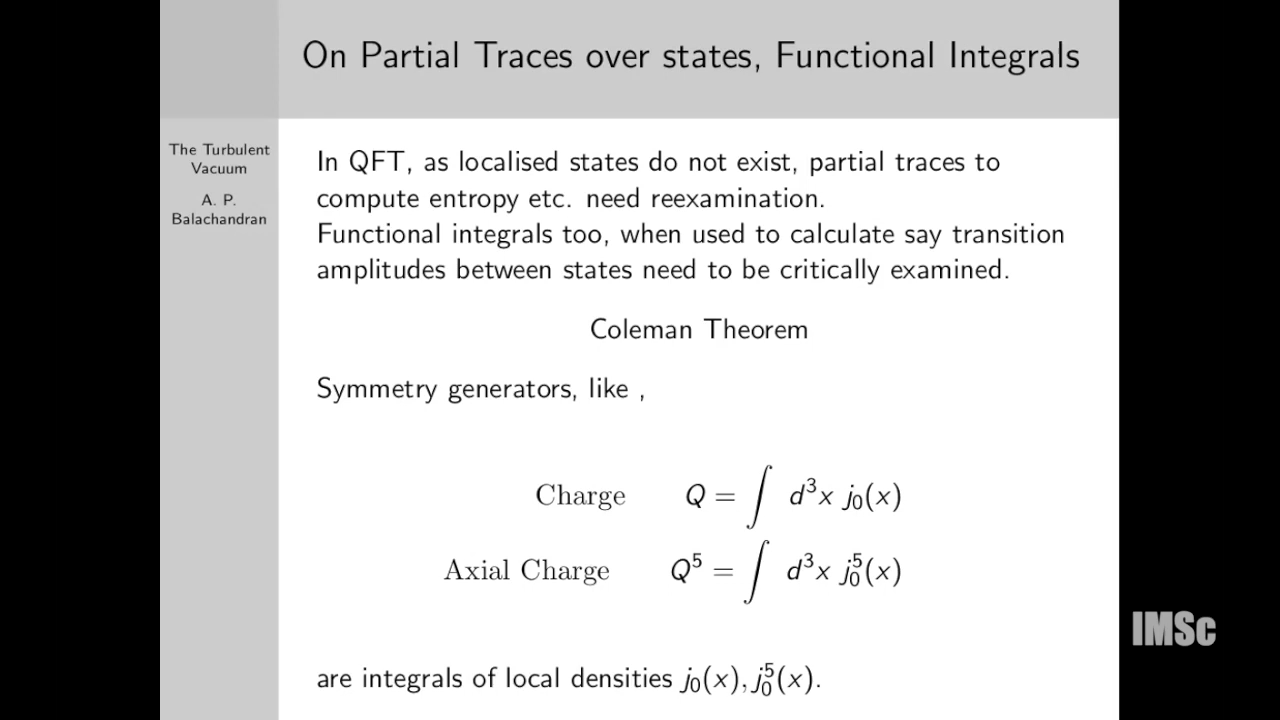 On Partial Traces over states, Functional Integrals
The Turbulent
Vacuum
A. P.
Balachandran
In QFT, as localised states do not exist, partial traces to
compute entropy etc. need reexamination.
Functional integrals too, when used to calculate say transition
amplitudes between states need to be critically examined.
Coleman Theorem
Symmetry generators, like ,
Charge Q = ∫ d³x j₀(x)
Axial Charge Q⁵ = ∫ d³x j₀⁵(x)
are integrals of local densities j₀(x), j₀⁵(x).
IMSc